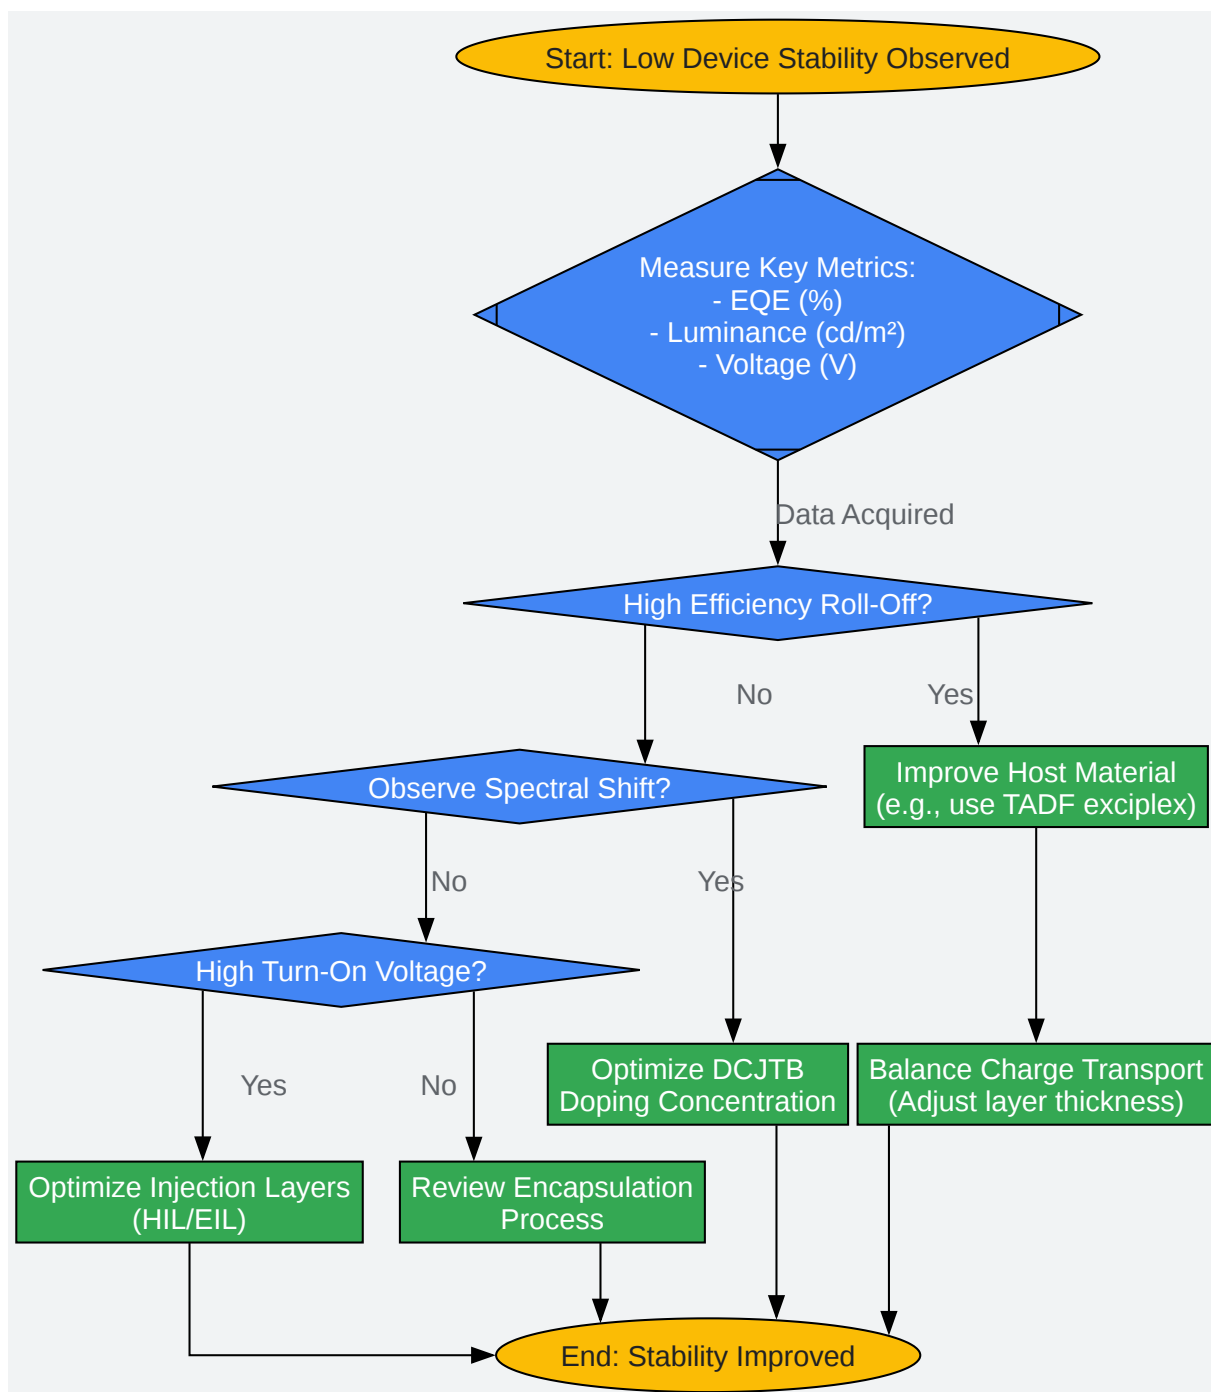 Start: Low Device Stability Observed
Measure Key Metrics:
- EQE (%)
- Luminance (cd/m²)
- Voltage (V)
Data Acquired
High Efficiency Roll-Off?
No
Yes
Observe Spectral Shift?
Improve Host Material
(e.g., use TADF exciplex)
No
Yes
High Turn-On Voltage?
Optimize DCJTB
Doping Concentration
Balance Charge Transport
(Adjust layer thickness)
Yes
No
Optimize Injection Layers
(HIL/EIL)
Review Encapsulation
Process
End: Stability Improved